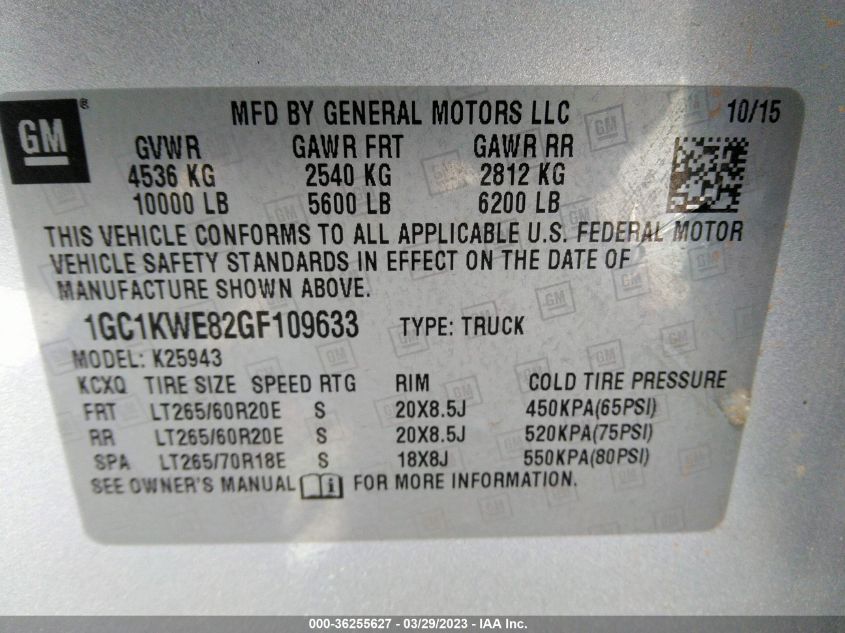 GM ® MFD BY GENERAL MOTORS LLC 10/15
GVWR GAWR FRT GAWR RR
4536 KG 2540 KG 2812 KG
10000 LB 5600 LB 6200 LB
THIS VEHICLE CONFORMS TO ALL APPLICABLE U.S. FEDERAL MOTOR
VEHICLE SAFETY STANDARDS IN EFFECT ON THE DATE OF
MANUFACTURE SHOWN ABOVE.
1GC1KWE82GF109633 TYPE: TRUCK
MODEL: K25943
KCXQ TIRE SIZE SPEED RTG RIM COLD TIRE PRESSURE
FRT LT265/60R20E S 20X8.5J 450KPA(65PSI)
RR LT265/60R20E S 20X8.5J 520KPA(75PSI)
SPA LT265/70R18E S 18X8J 550KPA(80PSI)
SEE OWNER'S MANUAL i FOR MORE INFORMATION.
000-36255627 - 03/29/2023 - IAA Inc.